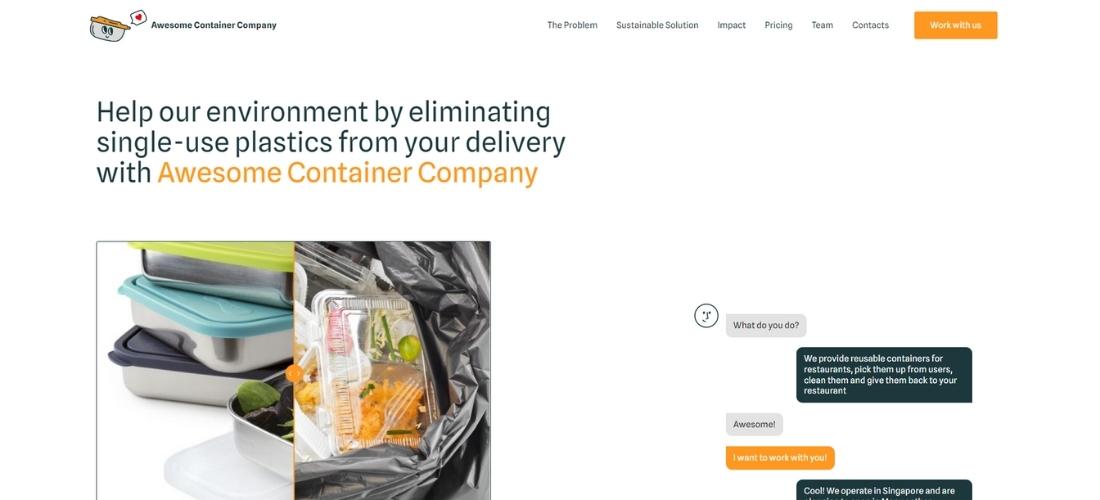 Awesome Container Company
The Problem
Sustainable Solution
Impact
Pricing
Team
Contacts
Work with us
Help our environment by eliminating
single-use plastics from your delivery
with Awesome Container Company
What do you do?
We provide reusable containers for
restaurants, pick them up from users,
clean them and give them back to your
restaurant
Awesome!
I want to work with you!
Cool! We operate in Singapore and are